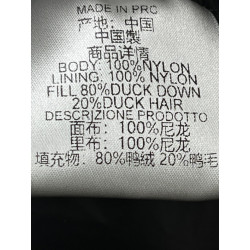 MADE IN PRC
产地: 中国
中国製
商品详情
BODY: 100%NYLON
LINING: 100% NYLON
FILL 80%DUCK DOWN
20%DUCK HAIR
DESCRIZIONE PRODOTTO
面布: 100%尼龙
里布: 100%尼龙
填充物: 80%鸭绒 20%鸭毛